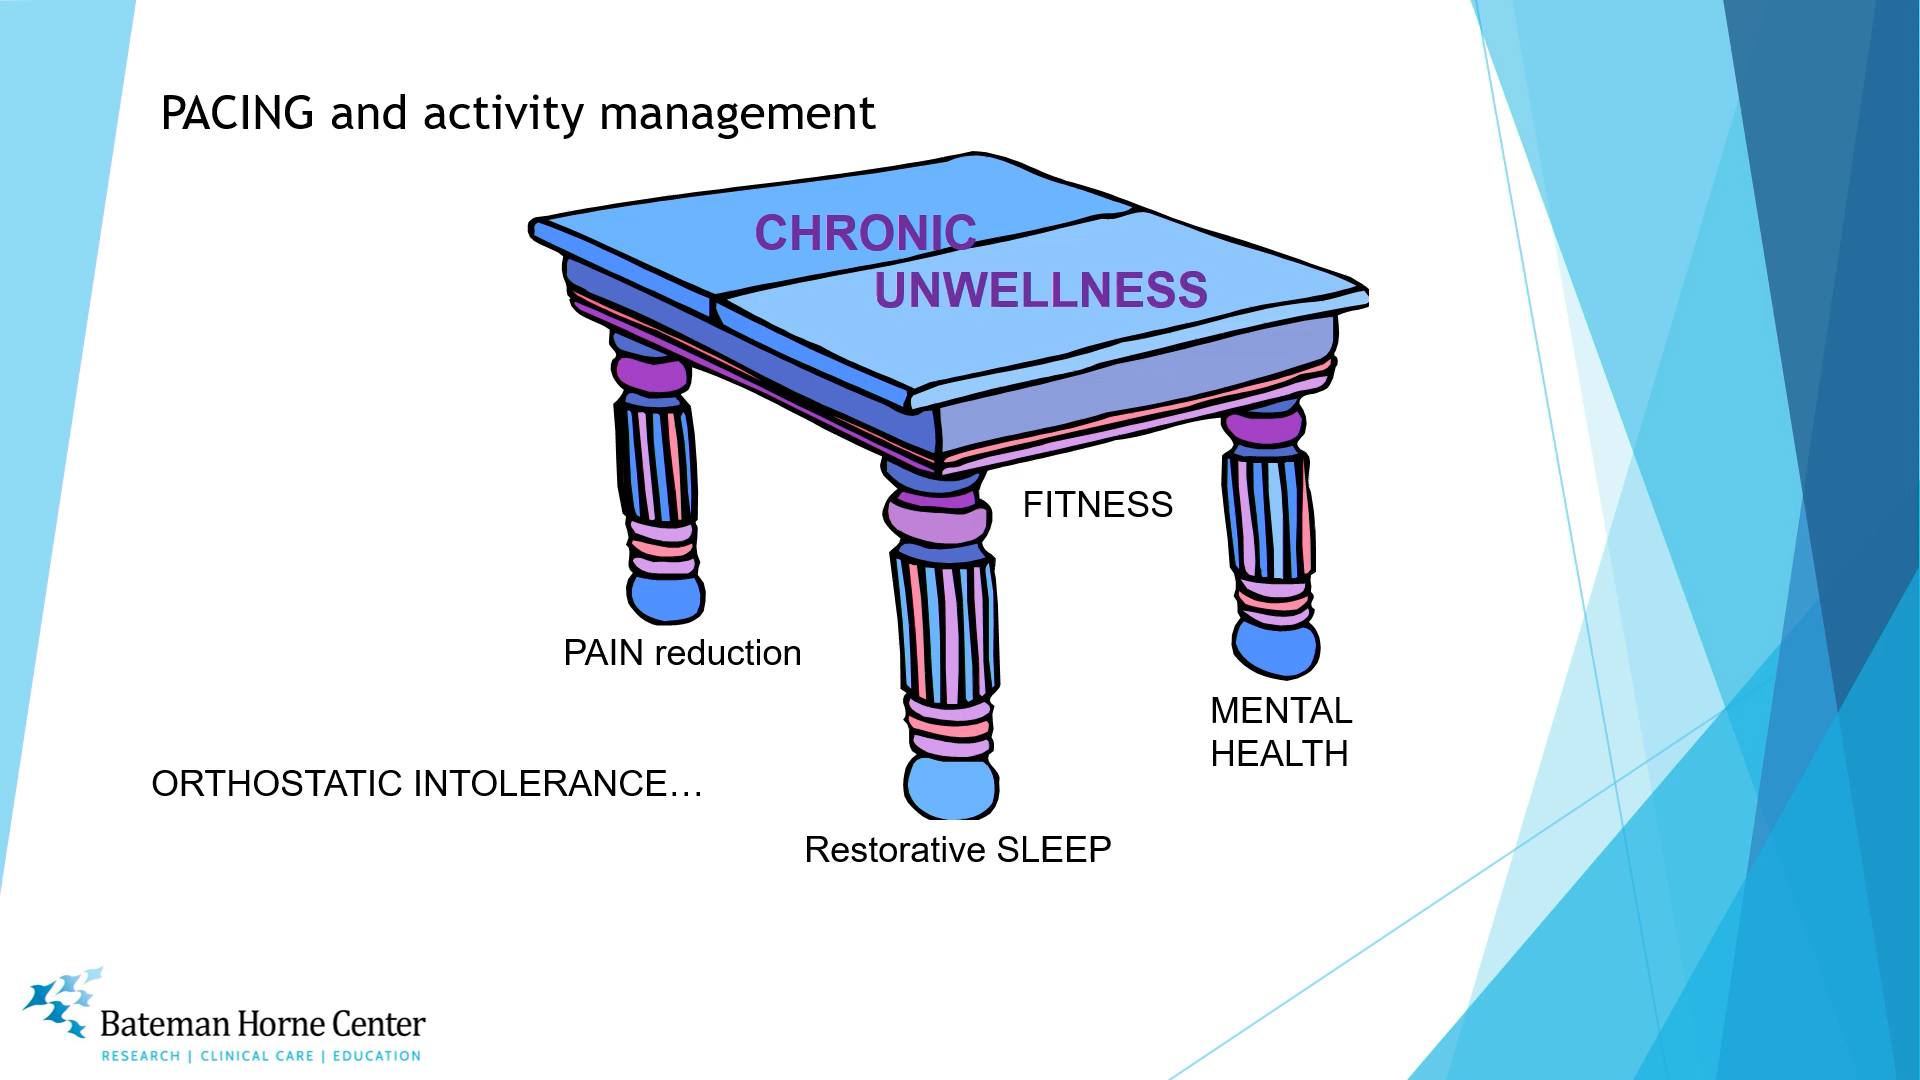 PACING and activity management
CHRONIC
UNWELLNESS
FITNESS
PAIN reduction
MENTAL
HEALTH
ORTHOSTATIC INTOLERANCE…
Restorative SLEEP
Bateman Horne Center
RESEARCH | CLINICAL CARE | EDUCATION